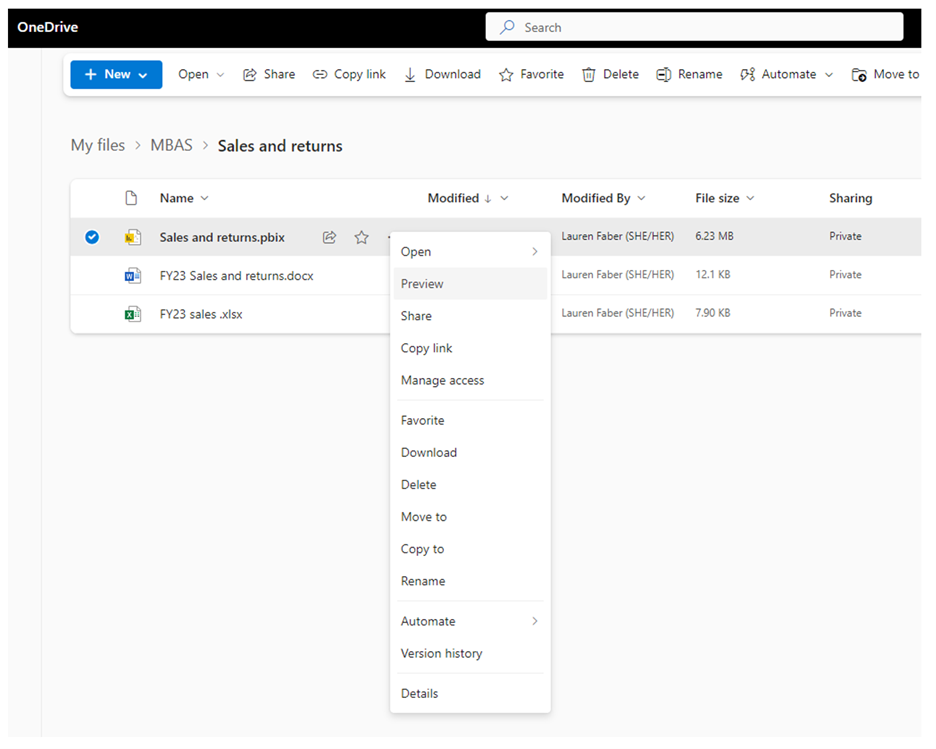 OneDrive
Search
New
Open
Share
Copy link
Download
Favorite
Delete
Rename
Automate
Move to
My files > MBAS > Sales and returns
Name
Modified ↓
Modified By
File size
Sharing
Sales and returns.pbix
Lauren Faber (SHE/HER)
6.23 MB
Private
FY23 Sales and returns.docx
Lauren Faber (SHE/HER)
12.1 KB
Private
FY23 sales .xlsx
Lauren Faber (SHE/HER)
7.90 KB
Private
Open
Preview
Share
Copy link
Manage access
Favorite
Download
Delete
Move to
Copy to
Rename
Automate
Version history
Details